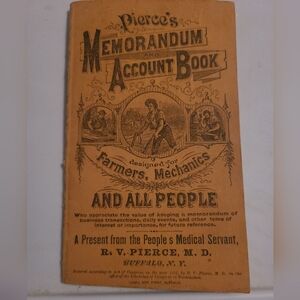 Pierce's
MEMORANDUM
AND
ACCOUNT BOOK
designed for
Farmers, Mechanics
AND ALL PEOPLE
Who appreciate the value of keeping a memorandum of
business transactions, daily events, and other items of
interest or importance, for future reference.
A Present from the People's Medical Servant,
R. V. PIERCE, M. D.
BUFFALO, N. Y.